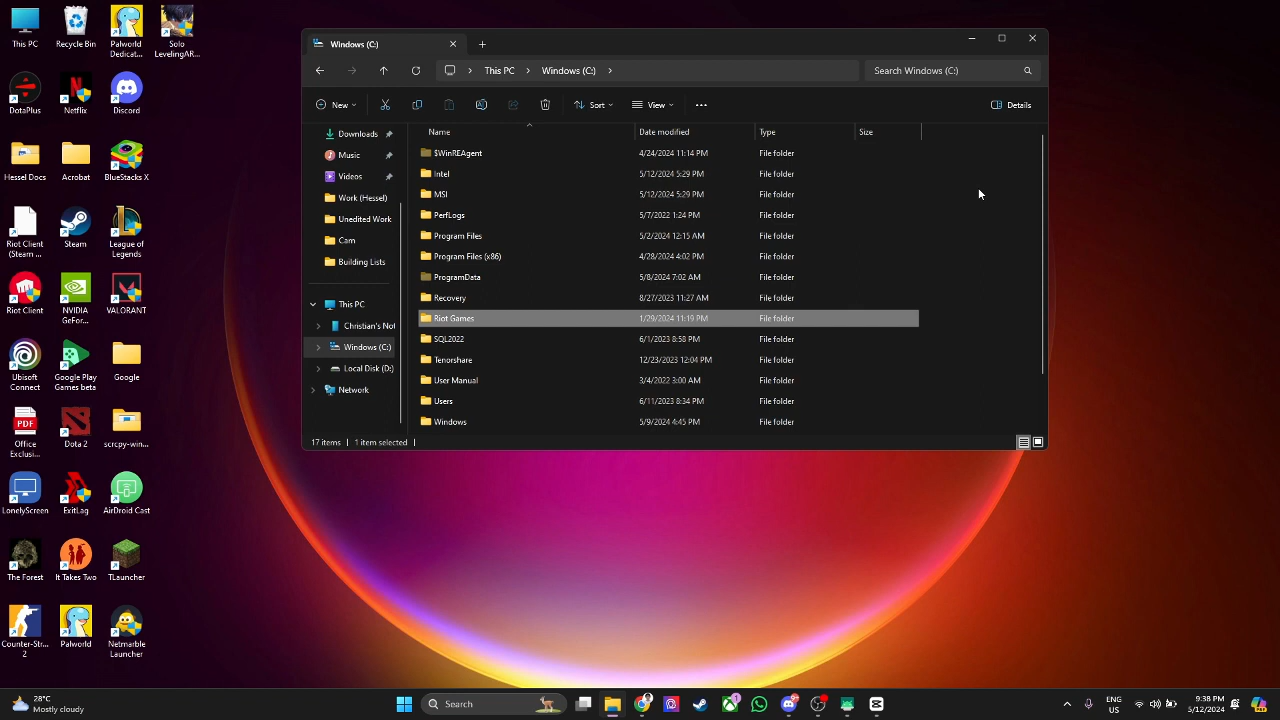 This PC
Recycle Bin
Palworld
Dedicat...
Solo
LevelingAR...
DotaPlus
Netflix
Discord
Hessel Docs
Acrobat
BlueStacks X
Riot Client
(Steam ...
Steam
League of
Legends
Riot Client
NVIDIA
GeFor...
VALORANT
Ubisoft
Connect
Google Play
Games beta
Google
PDF
Office
Exclusi...
Dota 2
scrcpy-win...
LonelyScreen
ExitLag
AirDroid Cast
The Forest
It Takes Two
TLauncher
Counter-Str...
2
Palworld
Netmarble
Launcher
Windows (C:)
This PC > Windows (C:) >
Search Windows (C:)
New
Sort
View
Details
Downloads
Music
Videos
Work (Hessel)
Unedited Work
Cam
Building Lists
This PC
Christian's Not
Windows (C:)
Local Disk (D:)
Network
Name Date modified Type Size
$WinREAgent 4/24/2024 11:14 PM File folder
Intel 5/12/2024 5:29 PM File folder
MSI 5/12/2024 5:29 PM File folder
PerfLogs 5/7/2022 1:24 PM File folder
Program Files 5/2/2024 12:15 AM File folder
Program Files (x86) 4/28/2024 4:02 PM File folder
ProgramData 5/8/2024 7:02 AM File folder
Recovery 8/27/2023 11:27 AM File folder
Riot Games 1/29/2024 11:19 PM File folder
SQL2022 6/1/2023 8:58 PM File folder
Tenorshare 12/23/2023 12:04 PM File folder
User Manual 3/4/2022 3:00 AM File folder
Users 6/11/2023 8:34 PM File folder
Windows 5/9/2024 4:45 PM File folder
17 items 1 item selected
28°C
Mostly cloudy
Search
ENG
US
9:38 PM
5/12/2024